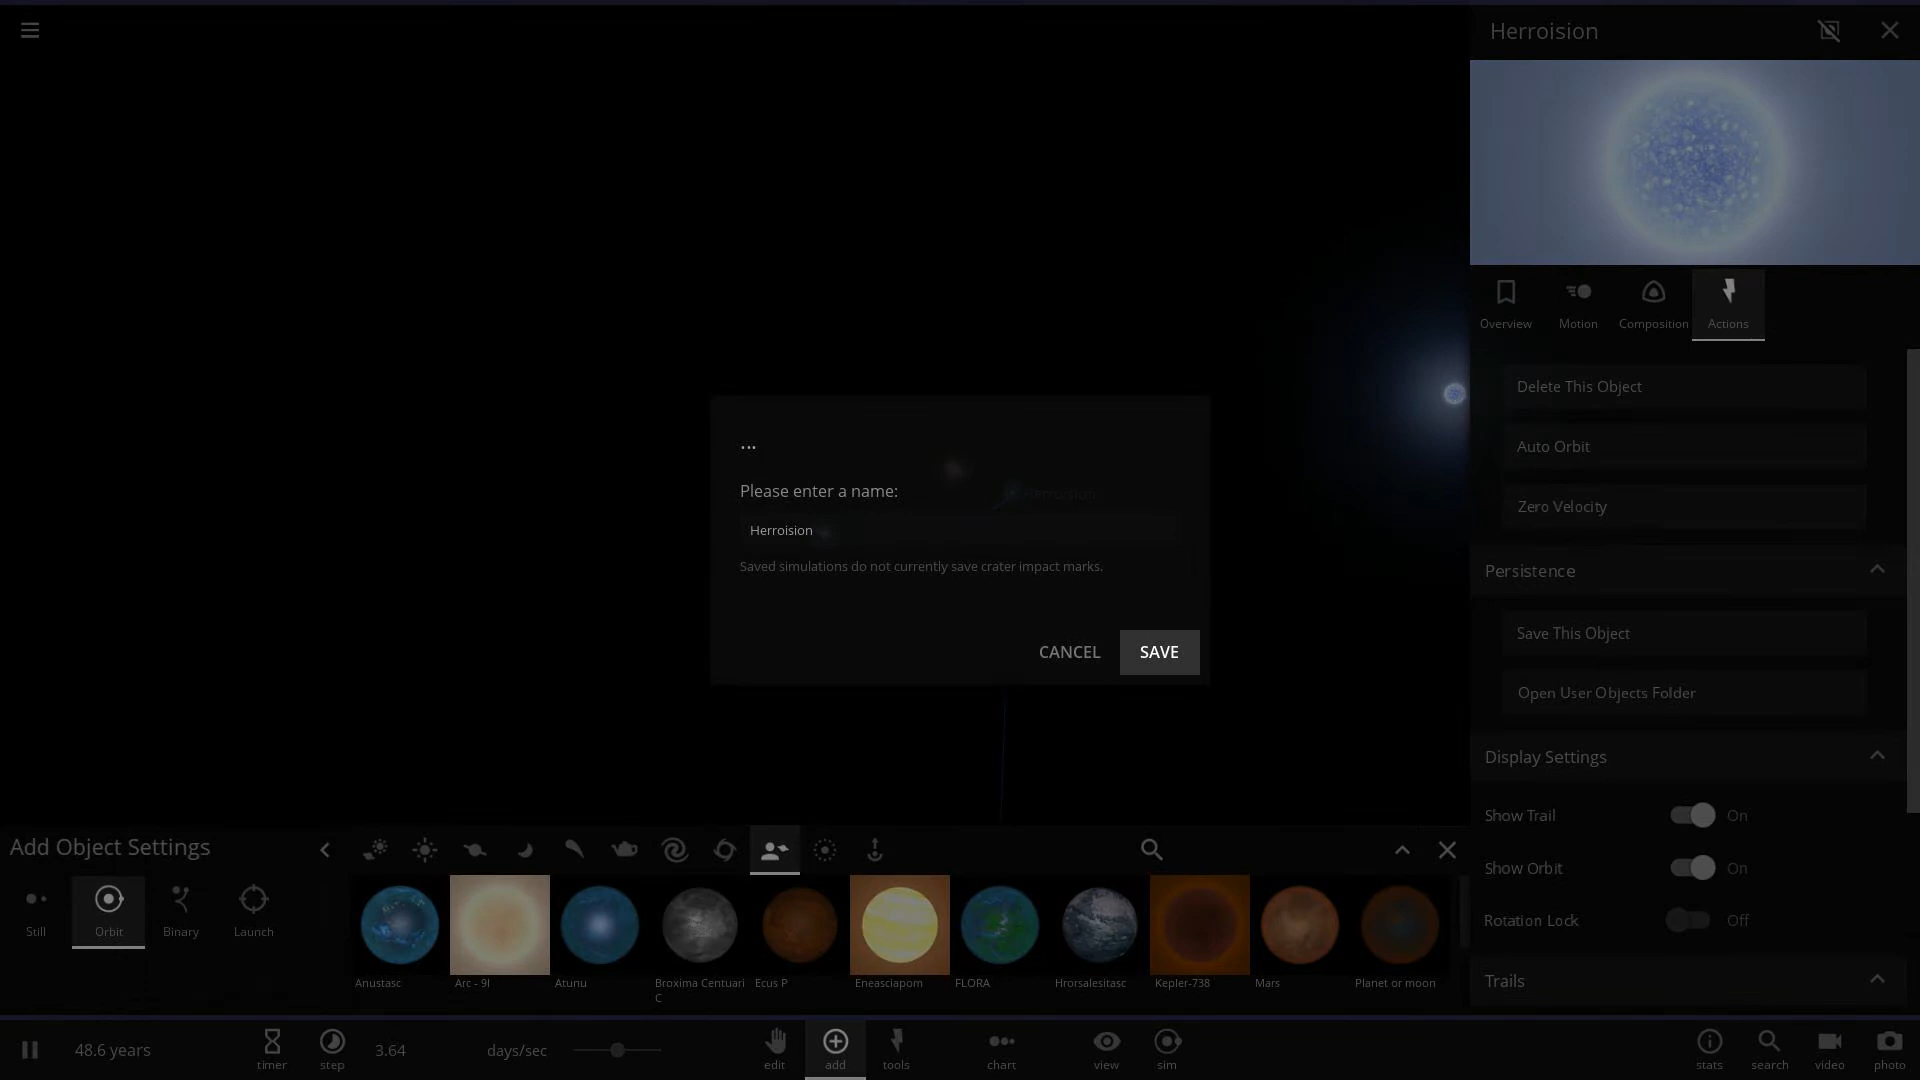 Herroision
Overview
Motion
Composition
Actions
Delete This Object
Auto Orbit
Zero Velocity
Persistence
Save This Object
Open User Objects Folder
Display Settings
Show Trail
On
Show Orbit
On
Rotation Lock
Off
Trails
...
Please enter a name:
Herroision
Herroision
Saved simulations do not currently save crater impact marks.
CANCEL
SAVE
Add Object Settings
Still
Orbit
Binary
Launch
Anustasc
Arc - 9I
Atunu
Broxima Centuari
C
Ecus P
Eneasciapom
FLORA
Hrorsalesitasc
Kepler-738
Mars
Planet or moon
48.6 years
timer
step
3.64
days/sec
edit
add
tools
chart
view
sim
stats
search
video
photo